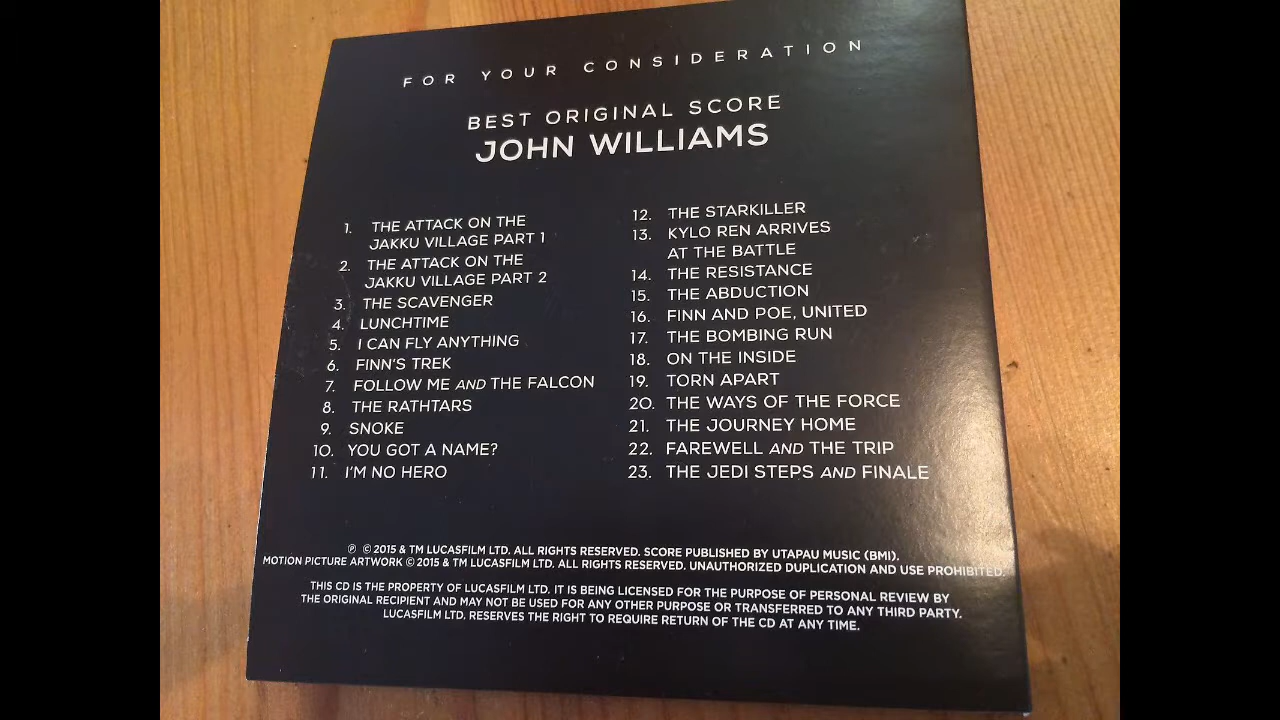 FOR YOUR CONSIDERATION
BEST ORIGINAL SCORE
JOHN WILLIAMS
1. THE ATTACK ON THE
JAKKU VILLAGE PART 1
2. THE ATTACK ON THE
JAKKU VILLAGE PART 2
3. THE SCAVENGER
4. LUNCHTIME
5. I CAN FLY ANYTHING
6. FINN'S TREK
7. FOLLOW ME AND THE FALCON
8. THE RATHTARS
9. SNOKE
10. YOU GOT A NAME?
11. I'M NO HERO
12. THE STARKILLER
13. KYLO REN ARRIVES
AT THE BATTLE
14. THE RESISTANCE
15. THE ABDUCTION
16. FINN AND POE, UNITED
17. THE BOMBING RUN
18. ON THE INSIDE
19. TORN APART
20. THE WAYS OF THE FORCE
21. THE JOURNEY HOME
22. FAREWELL AND THE TRIP
23. THE JEDI STEPS AND FINALE
℗ © 2015 & TM LUCASFILM LTD. ALL RIGHTS RESERVED. SCORE PUBLISHED BY UTAPAU MUSIC (BMI).
MOTION PICTURE ARTWORK © 2015 & TM LUCASFILM LTD. ALL RIGHTS RESERVED. UNAUTHORIZED DUPLICATION AND USE PROHIBITED.
THIS CD IS THE PROPERTY OF LUCASFILM LTD. IT IS BEING LICENSED FOR THE PURPOSE OF PERSONAL REVIEW BY
THE ORIGINAL RECIPIENT AND MAY NOT BE USED FOR ANY OTHER PURPOSE OR TRANSFERRED TO ANY THIRD PARTY.
LUCASFILM LTD. RESERVES THE RIGHT TO REQUIRE RETURN OF THE CD AT ANY TIME.